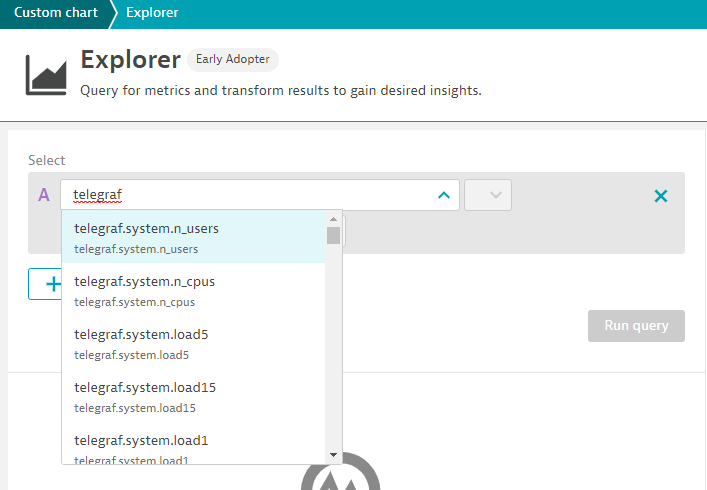 Custom chart Explorer
Explorer Early Adopter
Query for metrics and transform results to gain desired insights.
Select
A telegraf
telegraf.system.n_users
telegraf.system.n_users
telegraf.system.n_cpus
telegraf.system.n_cpus
telegraf.system.load5
telegraf.system.load5
Run query
telegraf.system.load15
telegraf.system.load15
telegraf.system.load1
telegraf.system.load1